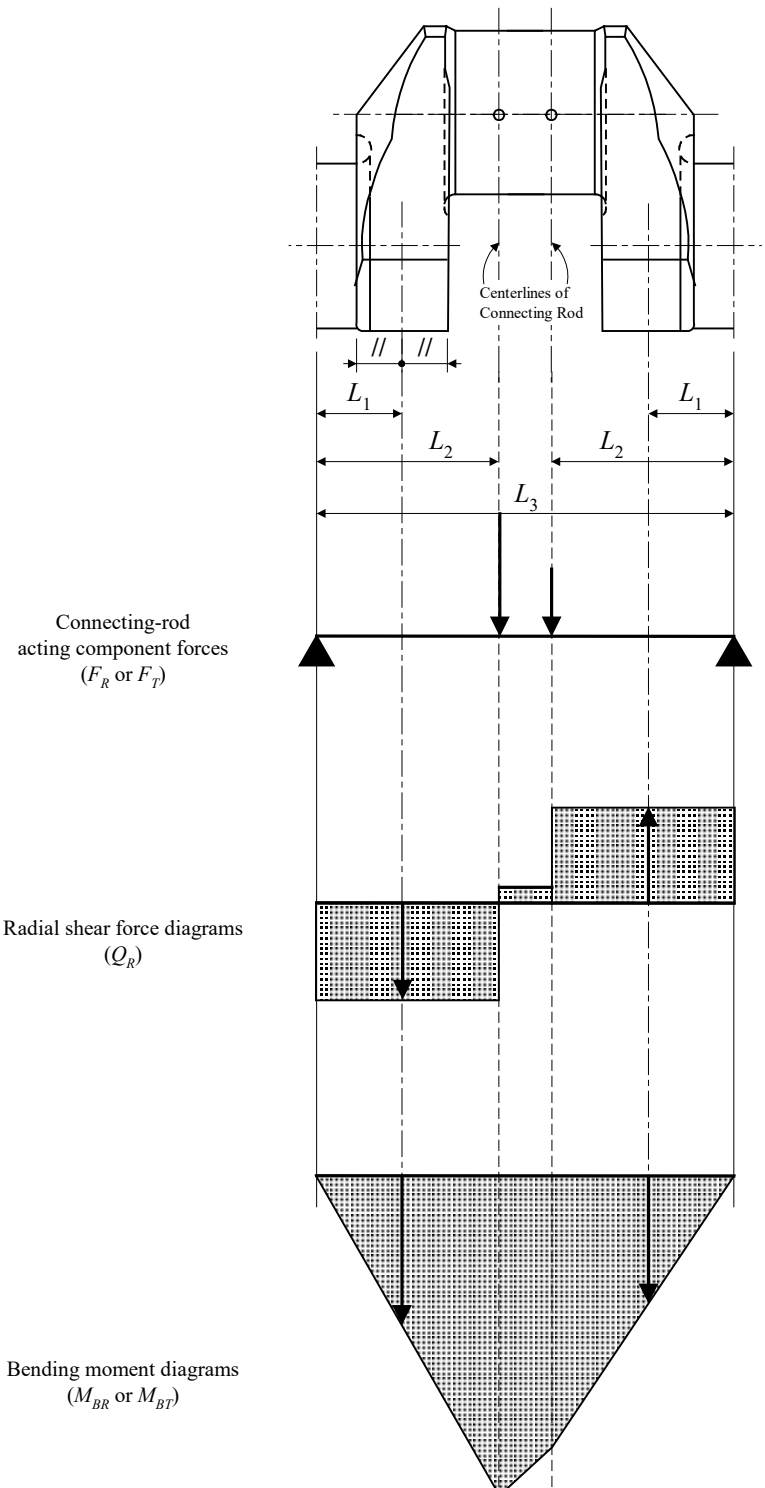 Centerlines of
Connecting Rod
// //
L1 L1
L2 L2
L3
Connecting-rod
acting component forces
(FR or FT)
Radial shear force diagrams
(QR)
Bending moment diagrams
(MBR or MBT)